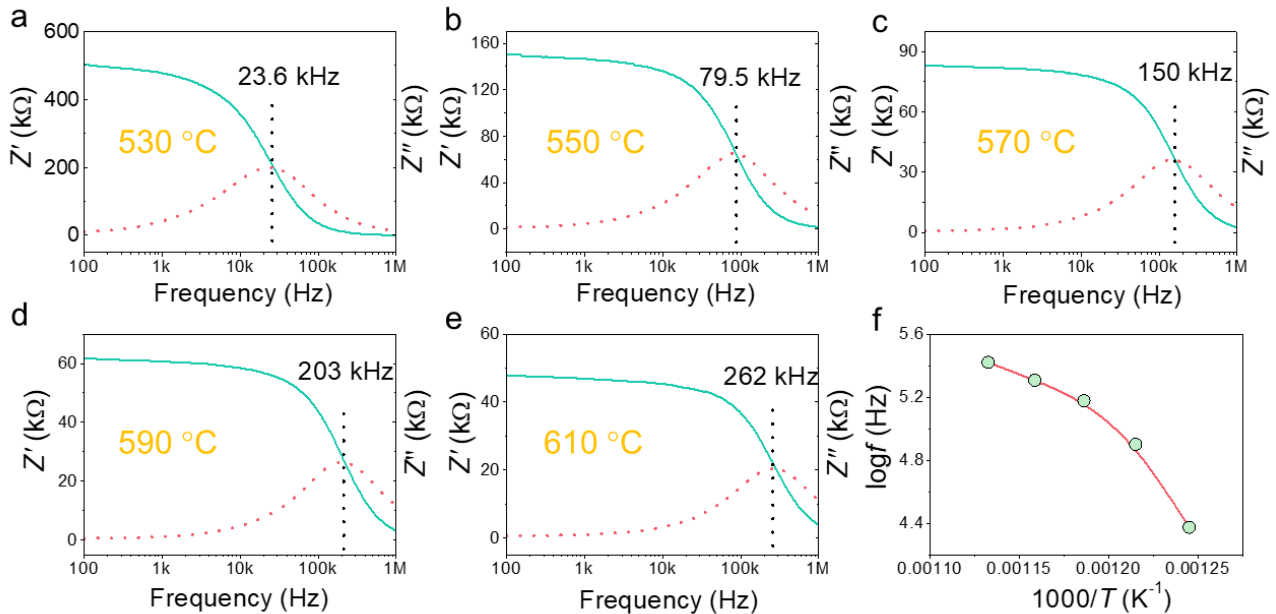 a
600
400
200
0
Z′ (kΩ)
23.6 kHz
530 °C
Z″ (kΩ)
100 1k 10k 100k 1M
Frequency (Hz)
b
160
120
80
40
0
Z′ (kΩ)
79.5 kHz
550 °C
Z″ (kΩ)
100 1k 10k 100k 1M
Frequency (Hz)
c
90
60
30
0
Z′ (kΩ)
150 kHz
570 °C
Z″ (kΩ)
100 1k 10k 100k 1M
Frequency (Hz)
d
60
40
20
0
Z′ (kΩ)
203 kHz
590 °C
Z″ (kΩ)
100 1k 10k 100k 1M
Frequency (Hz)
e
60
40
20
0
Z′ (kΩ)
262 kHz
610 °C
Z″ (kΩ)
100 1k 10k 100k 1M
Frequency (Hz)
f
5.6
5.2
4.8
4.4
logf (Hz)
0.00110 0.00115 0.00120 0.00125
1000/T (K⁻¹)